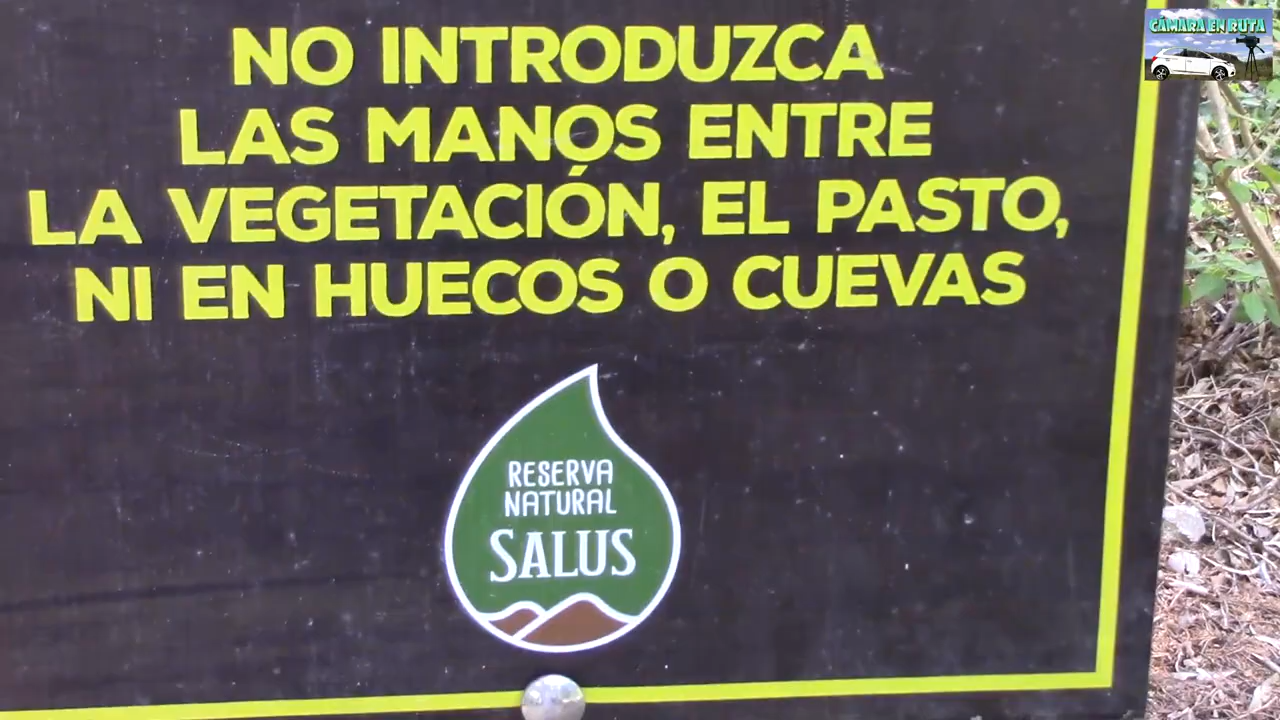 CÁMARA EN RUTA
NO INTRODUZCA
LAS MANOS ENTRE
LA VEGETACIÓN, EL PASTO,
NI EN HUECOS O CUEVAS
RESERVA
NATURAL
SALUS